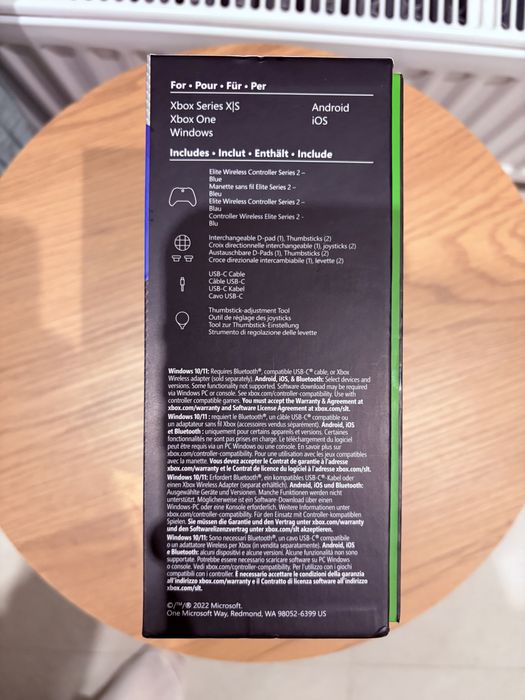 For • Pour • Für • Per
Xbox Series X|S
Xbox One
Windows
Android
iOS
Includes • Inclut • Enthält • Include
Elite Wireless Controller Series 2 –
Blue
Manette sans fil Elite Series 2 –
Bleu
Elite Wireless Controller Series 2 –
Blau
Controller Wireless Elite Series 2 -
Blu
Interchangeable D-pad (1), Thumbsticks (2)
Croix directionnelle interchangeable (1), joysticks (2)
Austauschbare D-Pads (1), Thumbsticks (2)
Croce direzionale intercambiabile (1), levette (2)
USB-C Cable
Câble USB-C
USB-C Kabel
Cavo USB-C
Thumbstick-adjustment Tool
Outil de réglage des joysticks
Tool zur Thumbstick-Einstellung
Strumento di regolazione delle levette
Windows 10/11: Requires Bluetooth®, compatible USB-C® cable, or Xbox
Wireless adapter (sold separately). Android, iOS, & Bluetooth: Select devices and
versions. Some functionality not supported. Software download may be required
via Windows PC or console. See xbox.com/controller-compatibility. Use with
controller compatible games. You must accept the Warranty & Agreement at
xbox.com/warranty and Software License Agreement at xbox.com/slt.
Windows 10/11 : requiert le Bluetooth®, un câble USB-C® compatible ou
un adaptateur sans fil Xbox (accessoires vendus séparément). Android, iOS
et Bluetooth : uniquement pour certains appareils et versions. Certaines
fonctionnalités ne sont pas prises en charge. Le téléchargement du logiciel
peut être requis via un PC Windows ou une console. En savoir plus sur
xbox.com/controller-compatibility. Pour une utilisation avec les jeux compatibles
avec la manette. Vous devez accepter le Contrat de garantie à l'adresse
xbox.com/warranty et le Contrat de licence du logiciel à l'adresse xbox.com/slt.
Windows 10/11: Erfordert Bluetooth®, ein kompatibles USB-C®-Kabel oder
einen Xbox Wireless Adapter (separat erhältlich). Android, iOS und Bluetooth:
Ausgewählte Geräte und Versionen. Manche Funktionen werden nicht
unterstützt. Möglicherweise ist ein Software-Download über einen
Windows-PC oder eine Konsole erforderlich. Weitere Informationen unter
xbox.com/controller-compatibility. Für den Einsatz mit Controller-kompatiblen
Spielen. Sie müssen die Garantie und den Vertrag unter xbox.com/warranty
und den Softwarelizenzvertrag unter xbox.com/slt akzeptieren.
Windows 10/11: Sono necessari Bluetooth®, un cavo USB-C® compatibile
o un adattatore Wireless per Xbox (in vendita separatamente). Android, iOS
e Bluetooth: alcuni dispositivi e alcune versioni. Alcune funzionalità non sono
supportate. Potrebbe essere necessario scaricare software su PC Windows
o console. Vedi xbox.com/controller-compatibility. Per l'utilizzo con i giochi
compatibili con i controller. È necessario accettare le condizioni della garanzia
all'indirizzo xbox.com/warranty e il Contratto di licenza software all'indirizzo
xbox.com/slt.
©/™/® 2022 Microsoft.
One Microsoft Way, Redmond, WA 98052-6399 US